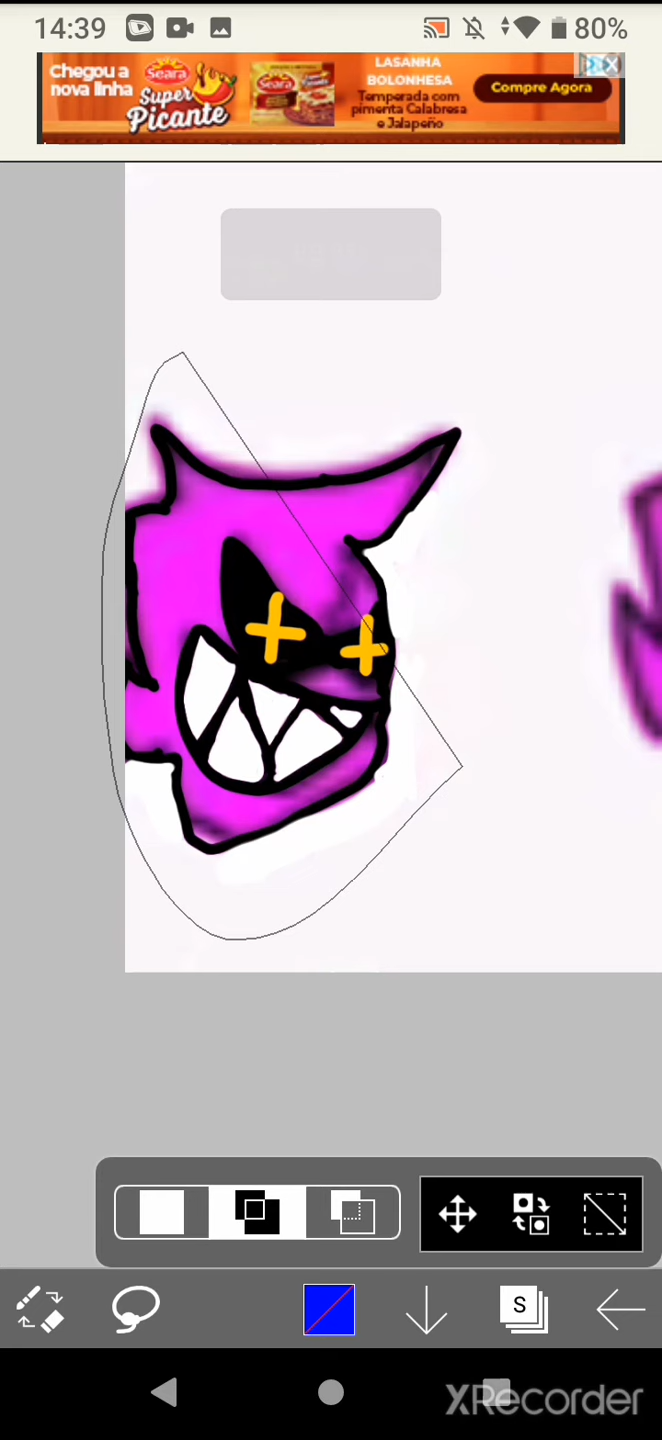 14:39
80%
Chegou a
nova linha
Seara
Super
Picante
Seara
LASANHA
BOLONHESA
Temperada com
pimenta Calabresa
e Jalapeño
Compre Agora
S
XRecorder